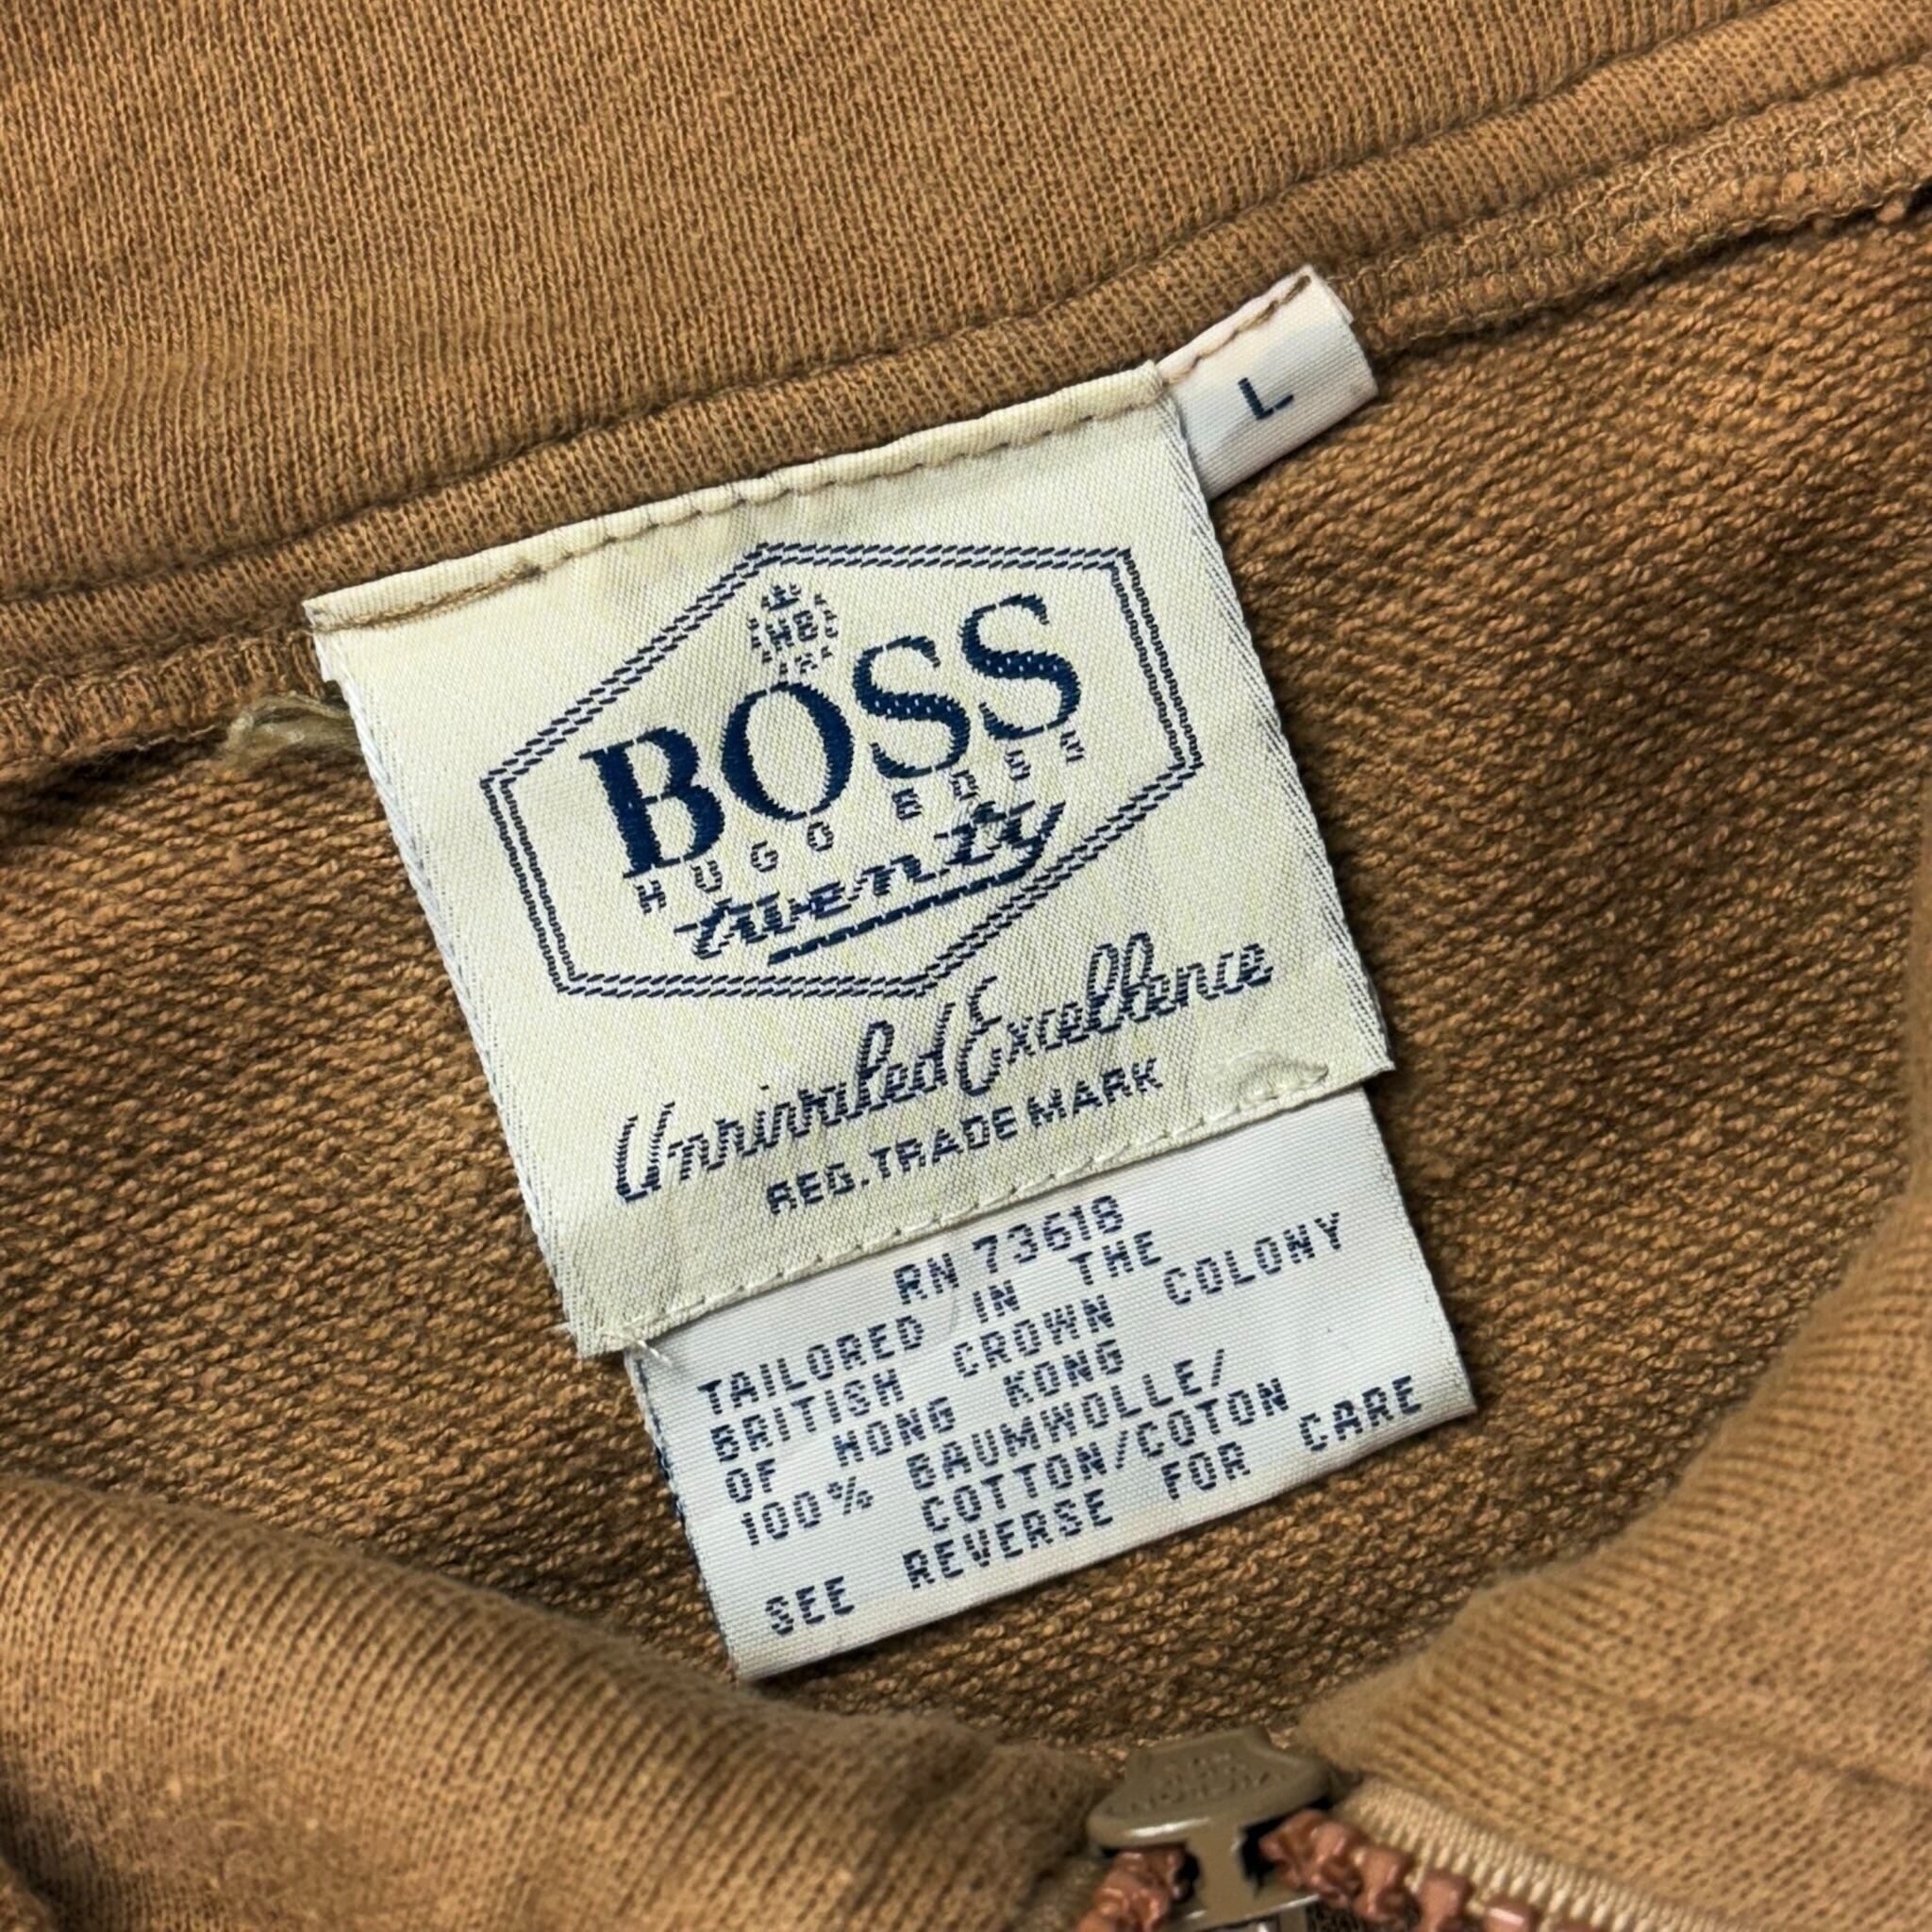 L
HB
BOSS
HUGO BOSS
twenty
Unrivaled Excellence
REG. TRADE MARK
RN 73618
TAILORED IN THE
BRITISH CROWN COLONY
OF HONG KONG
100% BAUMWOLLE/
COTTON/COTON
SEE REVERSE FOR CARE